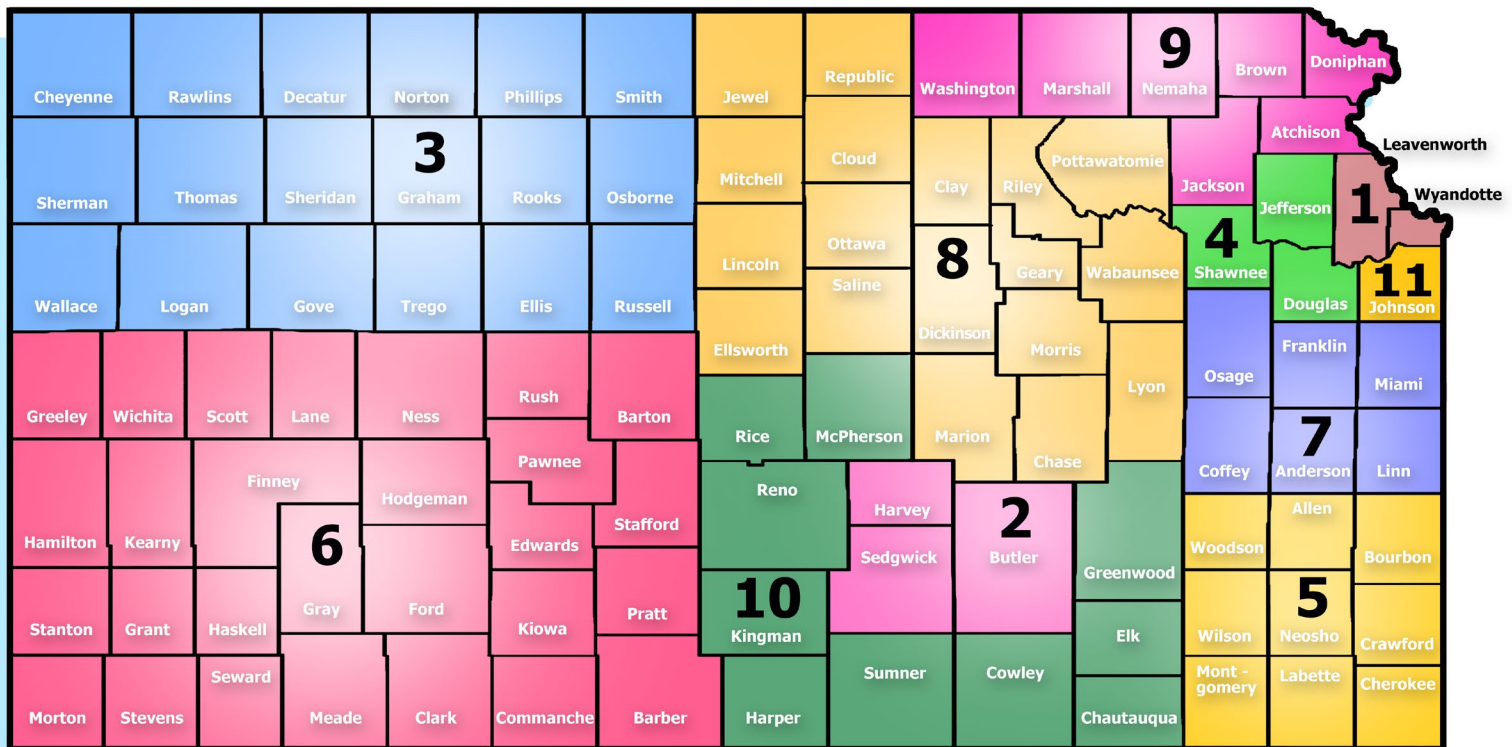 9
Cheyenne
Rawlins
Decatur
Norton
Phillips
Smith
Jewel
Republic
Washington
Marshall
Nemaha
Brown
Doniphan
3
Sherman
Thomas
Sheridan
Graham
Rooks
Osborne
Mitchell
Cloud
Clay
Riley
Pottawatomie
Jackson
Atchison
Leavenworth
Jefferson
1
Wyandotte
Wallace
Logan
Gove
Trego
Ellis
Russell
Lincoln
Ottawa
Saline
8
Dickinson
Geary
Wabaunsee
4
Shawnee
Douglas
11
Johnson
Greeley
Wichita
Scott
Lane
Ness
Rush
Barton
Ellsworth
Morris
Lyon
Osage
Franklin
Miami
Pawnee
Rice
McPherson
Marion
Chase
Coffey
7
Anderson
Linn
Hamilton
Kearny
Finney
Hodgeman
6
Gray
Edwards
Stafford
Reno
Harvey
Sedgwick
2
Butler
Greenwood
Woodson
Allen
Bourbon
Stanton
Grant
Haskell
Ford
Kiowa
Pratt
10
Kingman
Elk
Wilson
5
Neosho
Crawford
Morton
Stevens
Seward
Meade
Clark
Commanche
Barber
Harper
Sumner
Cowley
Chautauqua
Mont -
gomery
Labette
Cherokee